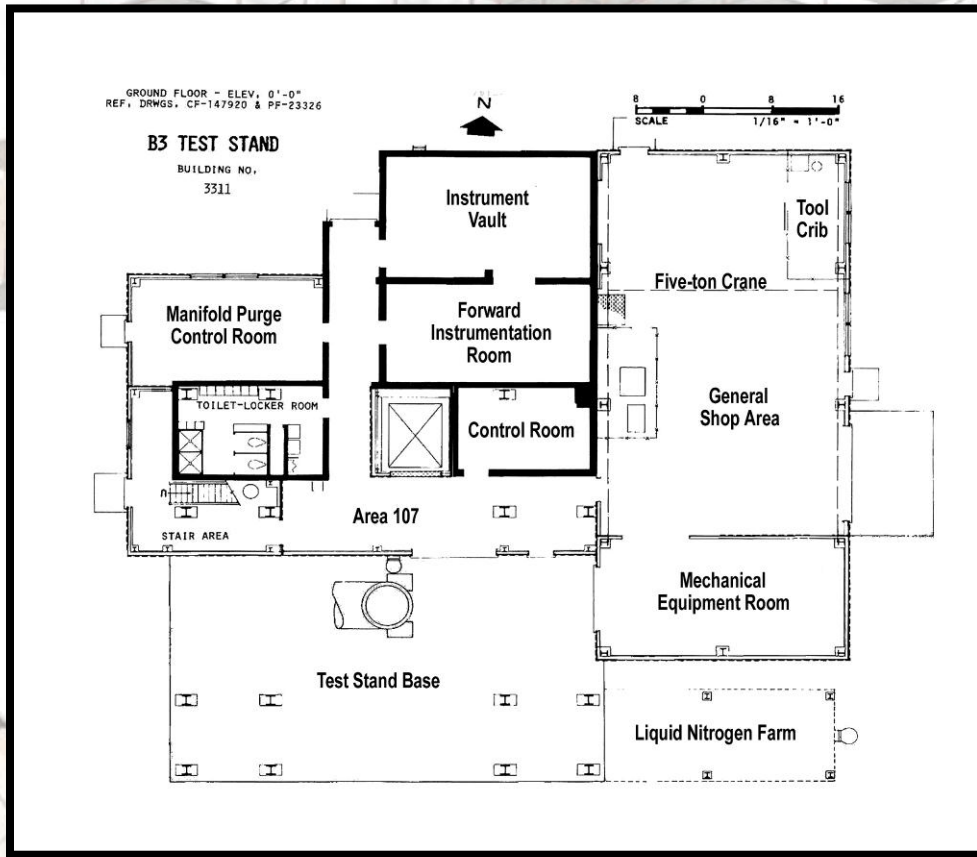 GROUND FLOOR - ELEV. 0'-0"
REF. DRWGS. CF-147920 & PF-23326
B3 TEST STAND
BUILDING NO.
3311
N
8 0 8 16
SCALE 1/16" = 1'-0"
Instrument
Vault
Tool
Crib
Five-ton Crane
Manifold Purge
Control Room
Forward
Instrumentation
Room
TOILET-LOCKER ROOM
General
Shop Area
Control Room
U
Area 107
STAIR AREA
Mechanical
Equipment Room
Test Stand Base
Liquid Nitrogen Farm